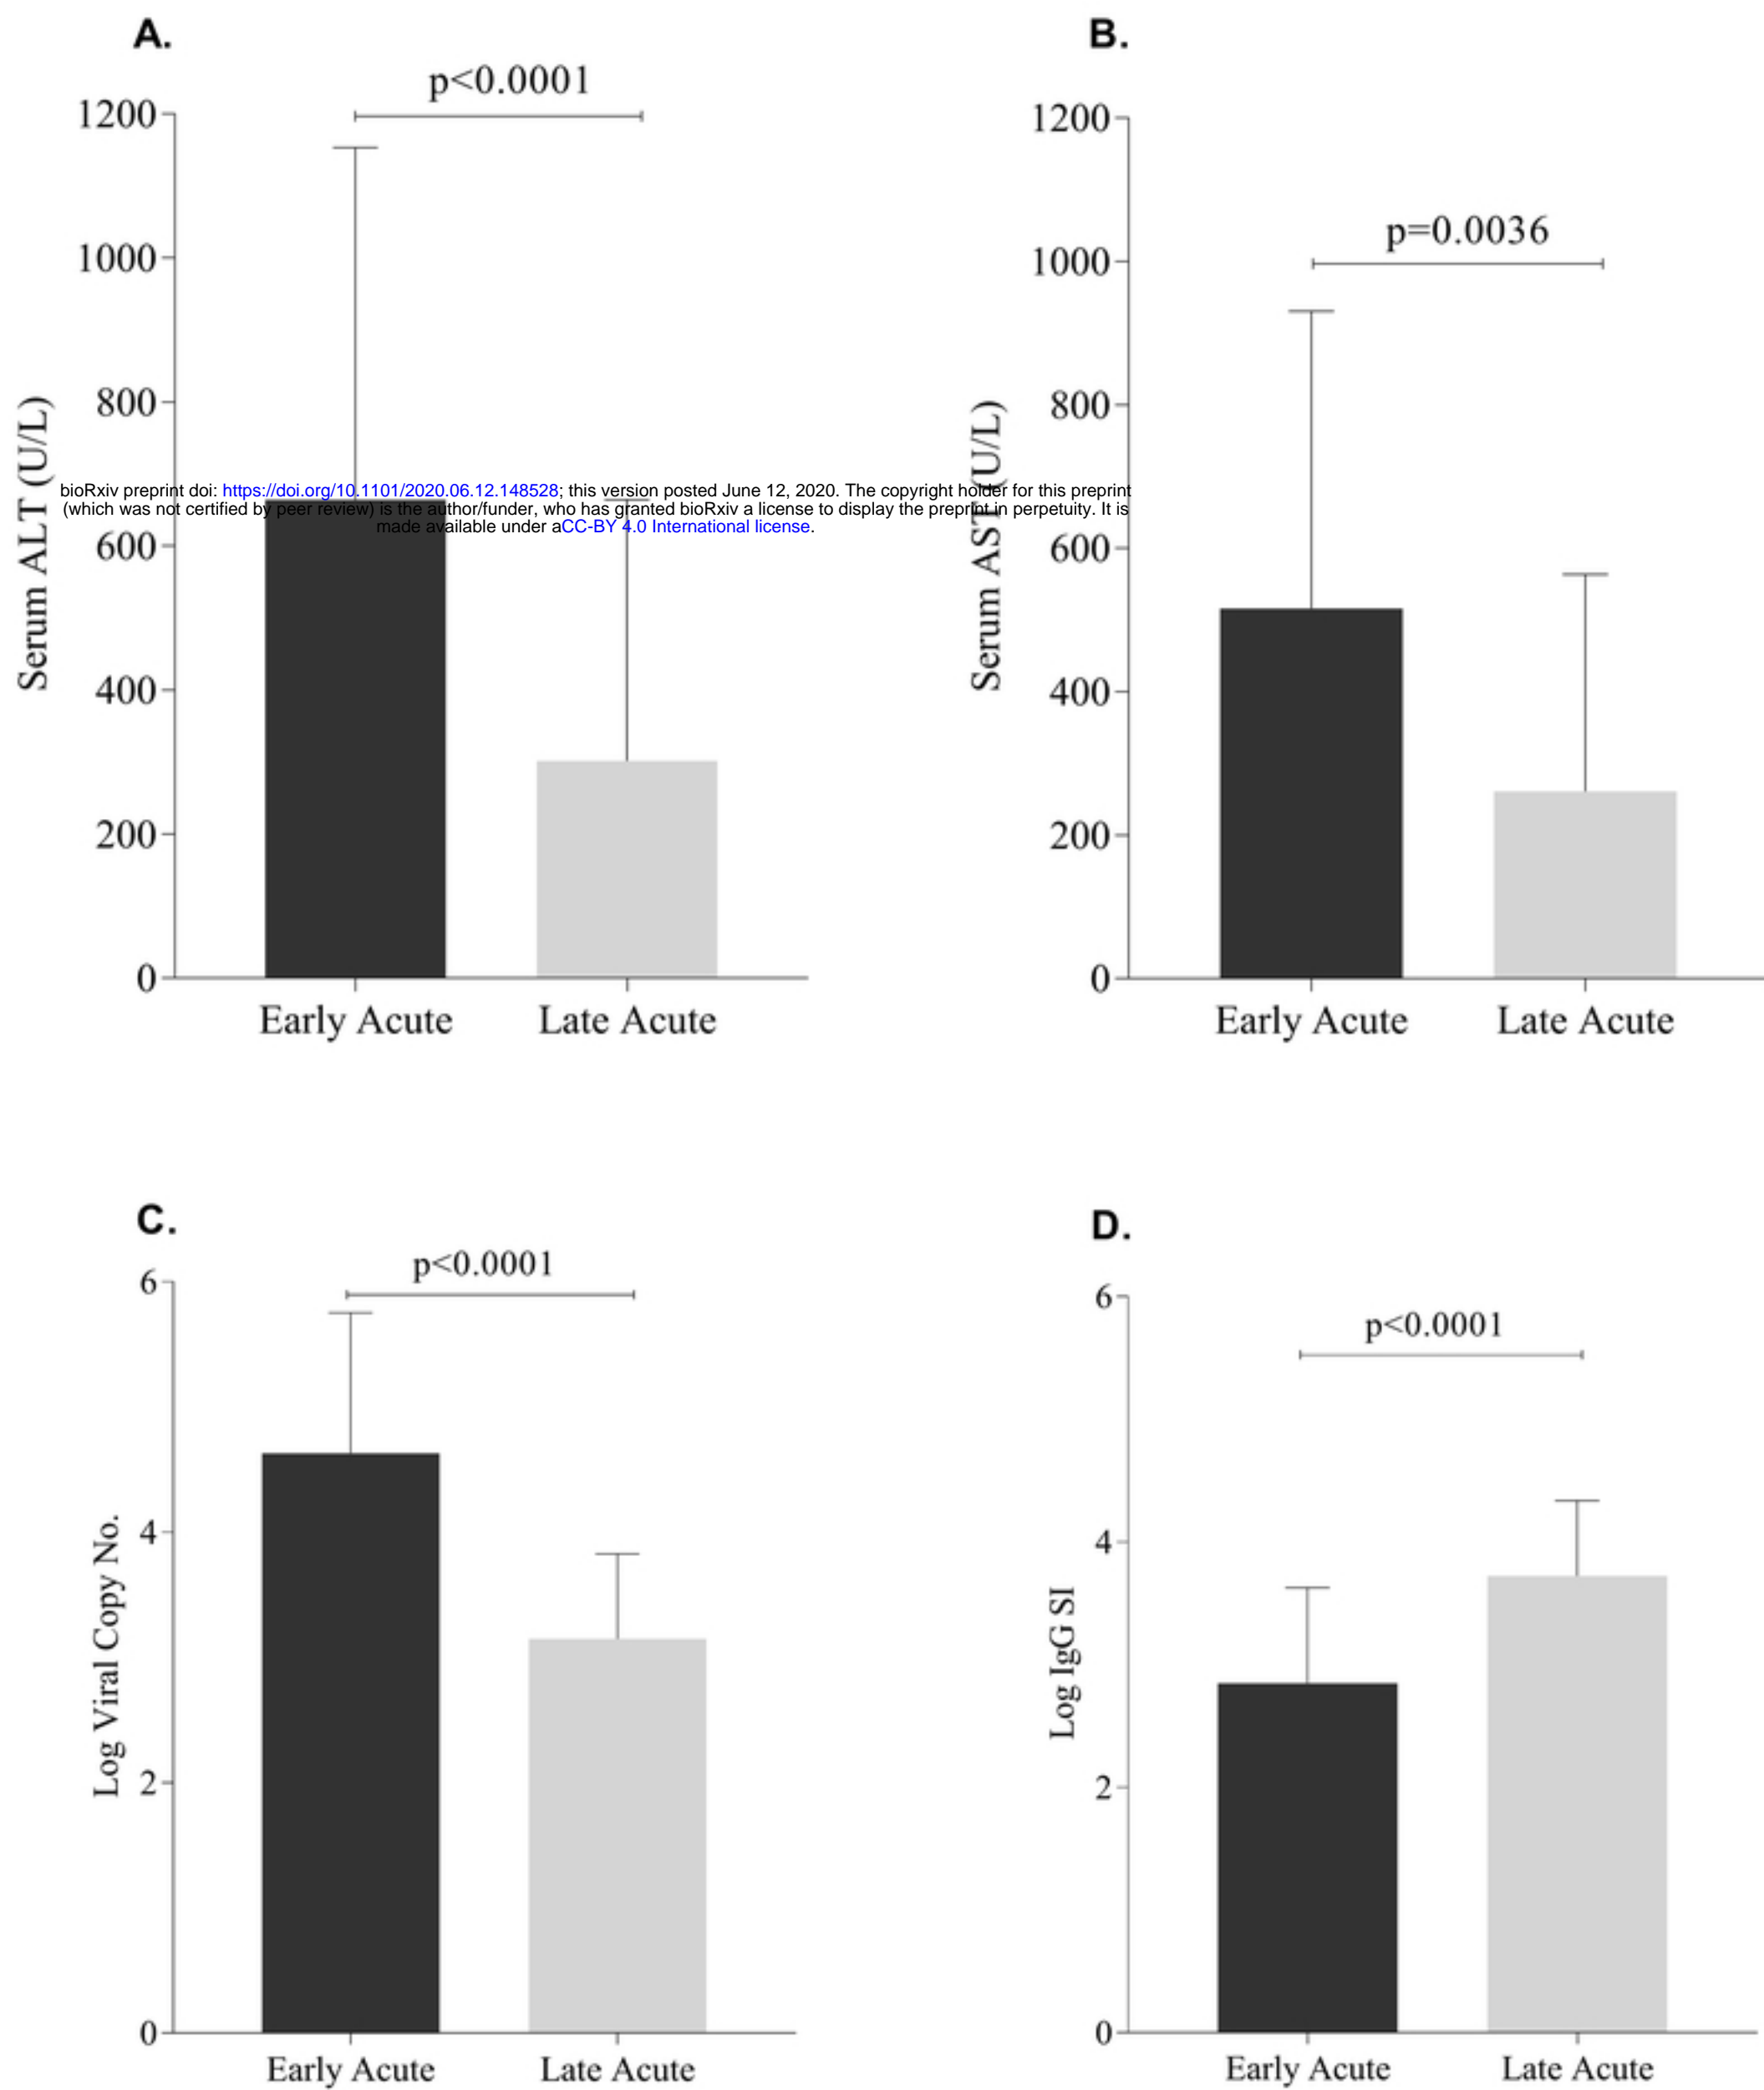 A.
p<0.0001
1200
1000
800
600
400
200
0
Serum ALT (U/L)
Early Acute
Late Acute
B.
p=0.0036
1200
1000
800
600
400
200
0
Serum AST (U/L)
Early Acute
Late Acute
bioRxiv preprint doi: https://doi.org/10.1101/2020.06.12.148528; this version posted June 12, 2020. The copyright holder for this preprint
(which was not certified by peer review) is the author/funder, who has granted bioRxiv a license to display the preprint in perpetuity. It is
made available under aCC-BY 4.0 International license.
C.
p<0.0001
6
4
2
0
Log Viral Copy No.
Early Acute
Late Acute
D.
p<0.0001
6
4
2
0
Log IgG SI
Early Acute
Late Acute